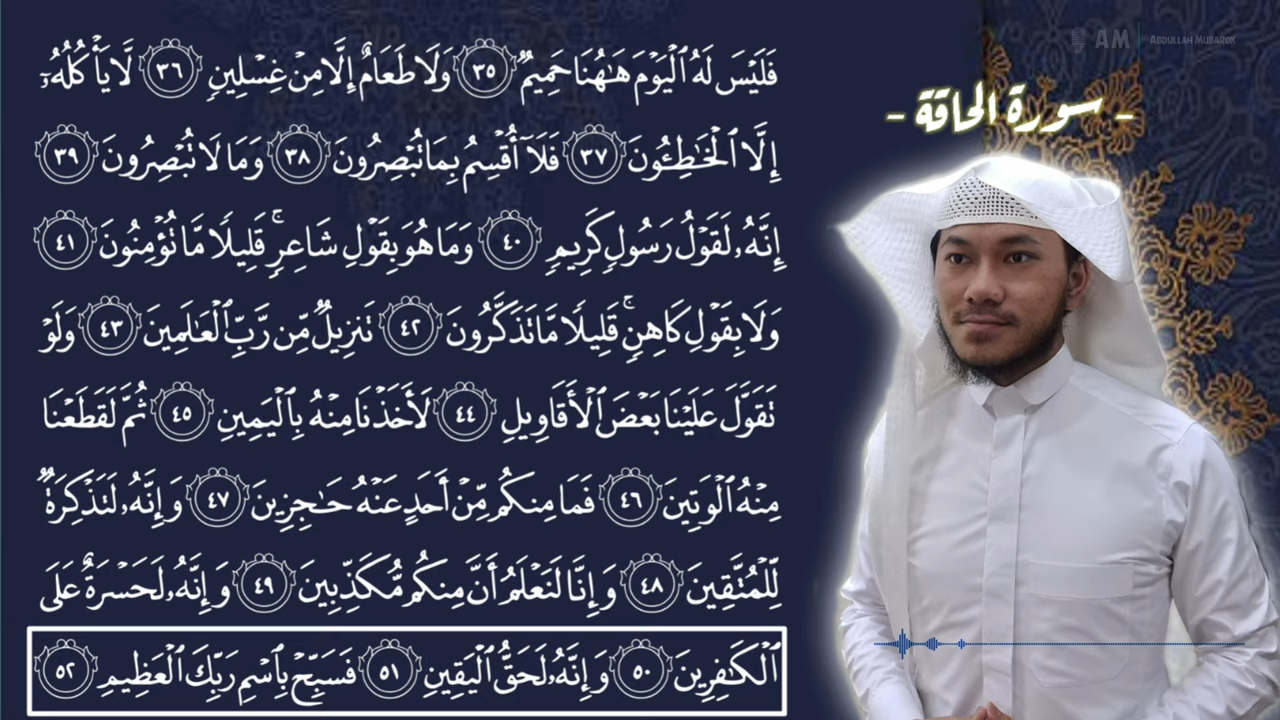 فَلَيْسَ لَهُ ٱلْيَوْمَ هَـٰهُنَا حَمِيمٌ ٣٥ وَلَا طَعَامٌ إِلَّا مِنْ غِسْلِينٍ ٣٦ لَّا يَأْكُلُهُۥٓ
إِلَّا ٱلْخَـٰطِـُٔونَ ٣٧ فَلَآ أُقْسِمُ بِمَا تُبْصِرُونَ ٣٨ وَمَا لَا تُبْصِرُونَ ٣٩
إِنَّهُۥ لَقَوْلُ رَسُولٍ كَرِيمٍ ٤٠ وَمَا هُوَ بِقَوْلِ شَاعِرٍ ۚ قَلِيلًا مَّا تُؤْمِنُونَ ٤١
وَلَا بِقَوْلِ كَاهِنٍ ۚ قَلِيلًا مَّا تَذَكَّرُونَ ٤٢ تَنزِيلٌ مِّن رَّبِّ ٱلْعَـٰلَمِينَ ٤٣ وَلَوْ
تَقَوَّلَ عَلَيْنَا بَعْضَ ٱلْأَقَاوِيلِ ٤٤ لَأَخَذْنَا مِنْهُ بِٱلْيَمِينِ ٤٥ ثُمَّ لَقَطَعْنَا
مِنْهُ ٱلْوَتِينَ ٤٦ فَمَا مِنكُم مِّنْ أَحَدٍ عَنْهُ حَـٰجِزِينَ ٤٧ وَإِنَّهُۥ لَتَذْكِرَةٌ
لِّلْمُتَّقِينَ ٤٨ وَإِنَّا لَنَعْلَمُ أَنَّ مِنكُم مُّكَذِّبِينَ ٤٩ وَإِنَّهُۥ لَحَسْرَةٌ عَلَى
ٱلْكَـٰفِرِينَ ٥٠ وَإِنَّهُۥ لَحَقُّ ٱلْيَقِينِ ٥١ فَسَبِّحْ بِٱسْمِ رَبِّكَ ٱلْعَظِيمِ ٥٢
AM Abdullah Mubarok
- سورة الحاقة -